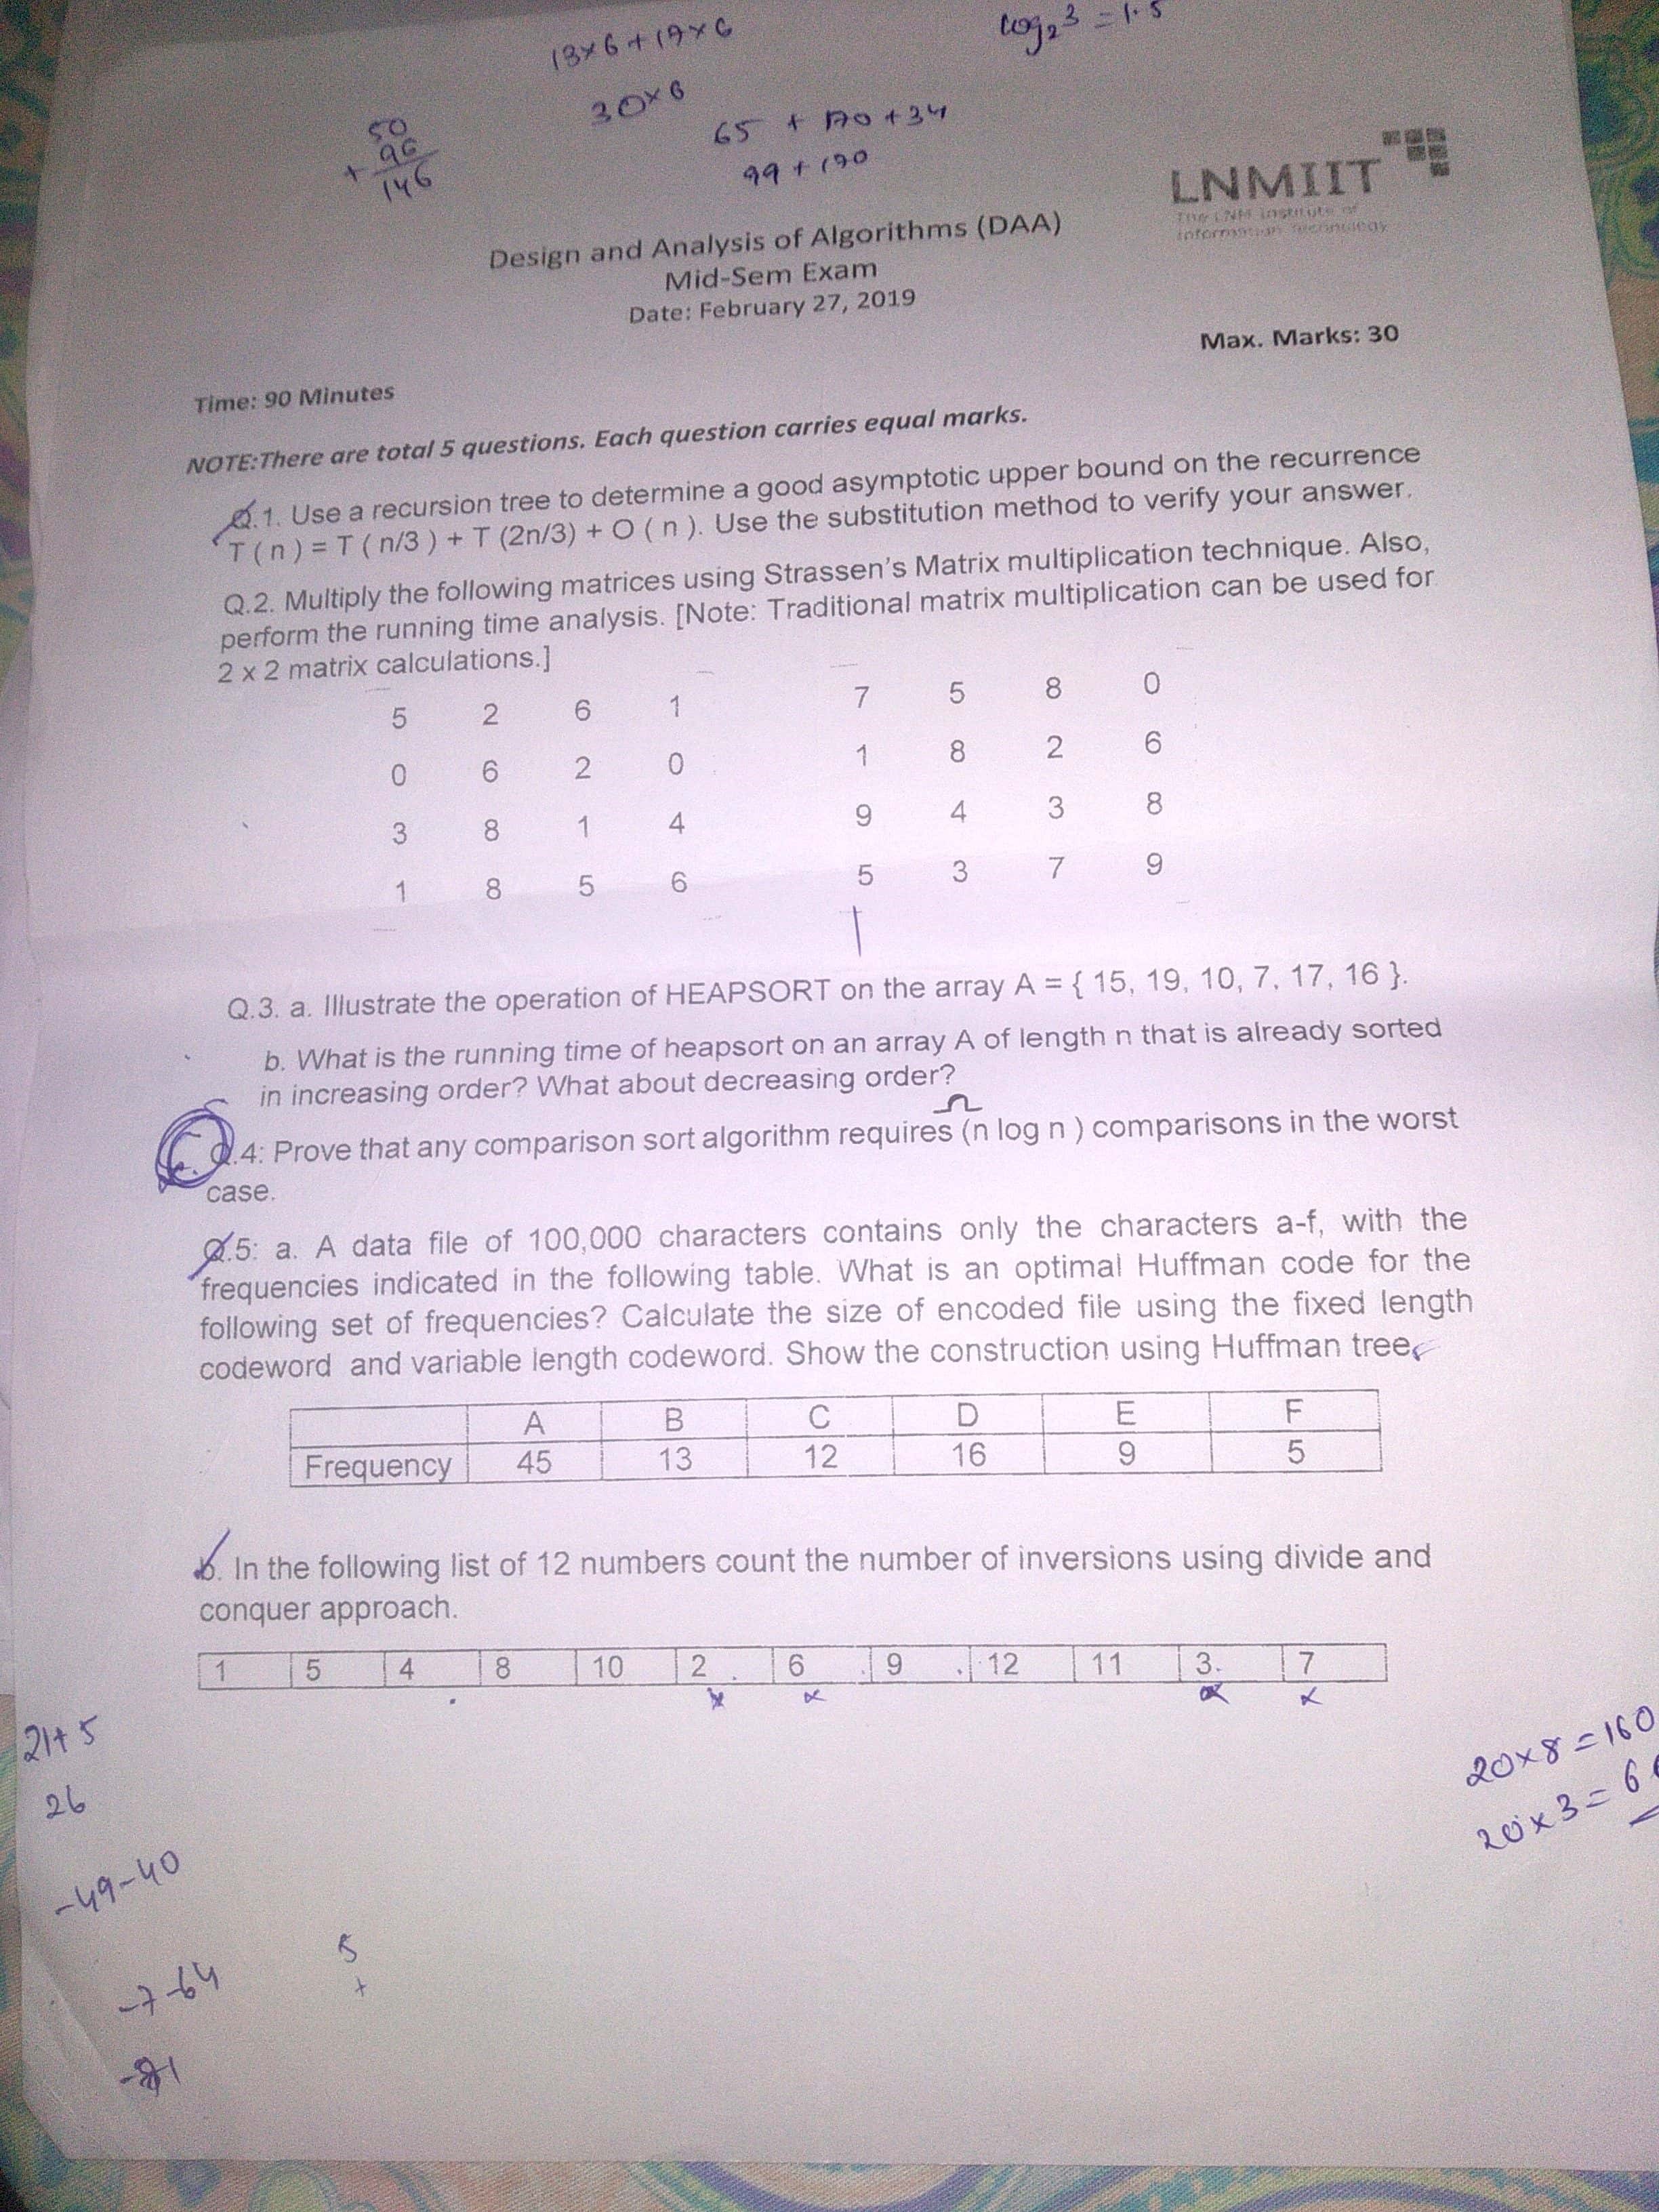 13×6+17×6
log₂3 = 1.5
30×6
50
+ 96
146
65 + 170 + 34
99 + 190
LNMIIT
The LNM Institute of
Information Technology
Design and Analysis of Algorithms (DAA)
Mid-Sem Exam
Date: February 27, 2019
Max. Marks: 30
Time: 90 Minutes
NOTE:There are total 5 questions. Each question carries equal marks.
Q.1. Use a recursion tree to determine a good asymptotic upper bound on the recurrence
T ( n ) = T ( n/3 ) + T (2n/3) + O ( n ). Use the substitution method to verify your answer.
Q.2. Multiply the following matrices using Strassen's Matrix multiplication technique. Also,
perform the running time analysis. [Note: Traditional matrix multiplication can be used for
2 x 2 matrix calculations.]
5 2 6 1 7 5 8 0
0 6 2 0 1 8 2 6
3 8 1 4 9 4 3 8
1 8 5 6 5 3 7 9
Q.3. a. Illustrate the operation of HEAPSORT on the array A = { 15, 19, 10, 7, 17, 16 }.
b. What is the running time of heapsort on an array A of length n that is already sorted
in increasing order? What about decreasing order?
Ω
Q.4: Prove that any comparison sort algorithm requires (n log n ) comparisons in the worst
case.
Q.5: a. A data file of 100,000 characters contains only the characters a-f, with the
frequencies indicated in the following table. What is an optimal Huffman code for the
following set of frequencies? Calculate the size of encoded file using the fixed length
codeword and variable length codeword. Show the construction using Huffman tree
A B C D E F
Frequency 45 13 12 16 9 5
b. In the following list of 12 numbers count the number of inversions using divide and
conquer approach.
1 5 4 8 10 2 6 9 12 11 3 7
21+5
26
20×8=160
20×3=6
-49-40
5
+
-7-64